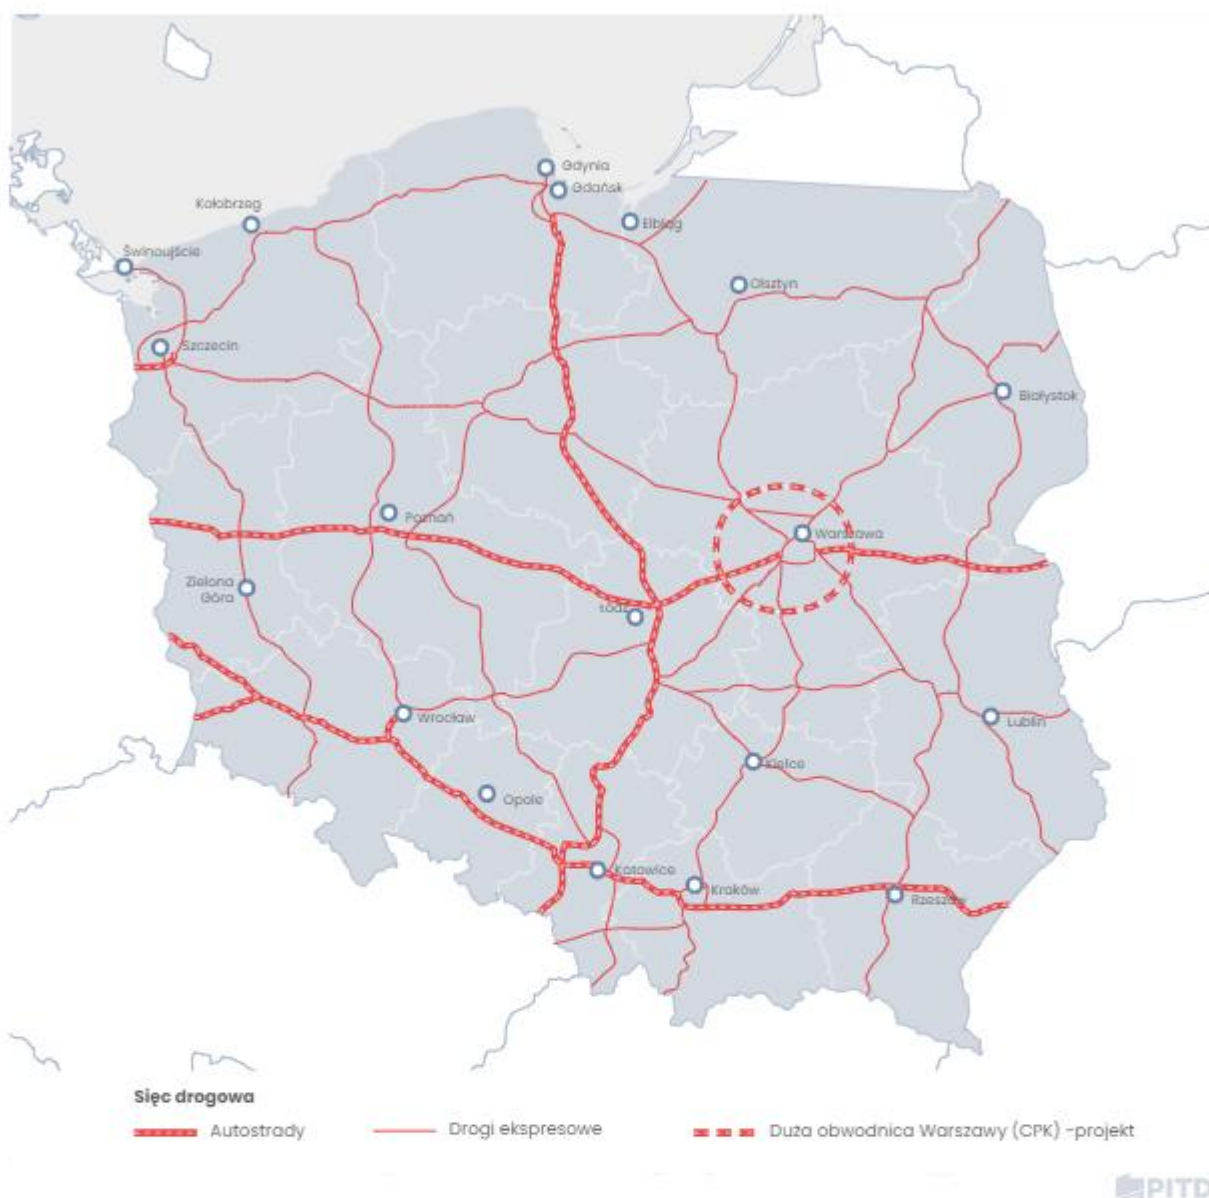 Gdynia
Gdańsk
Kołobrzeg
Elbląg
Świnoujście
Olsztyn
Szczecin
Białystok
Poznań
Warszawa
Zielona
Góra
Łódź
Wrocław
Lublin
Kielce
Opole
Katowice
Kraków
Rzeszów
Sięc drogowa
Autostrady
Drogi ekspresowe
Duża obwodnica Warszawy (CPK) -projekt
PITD